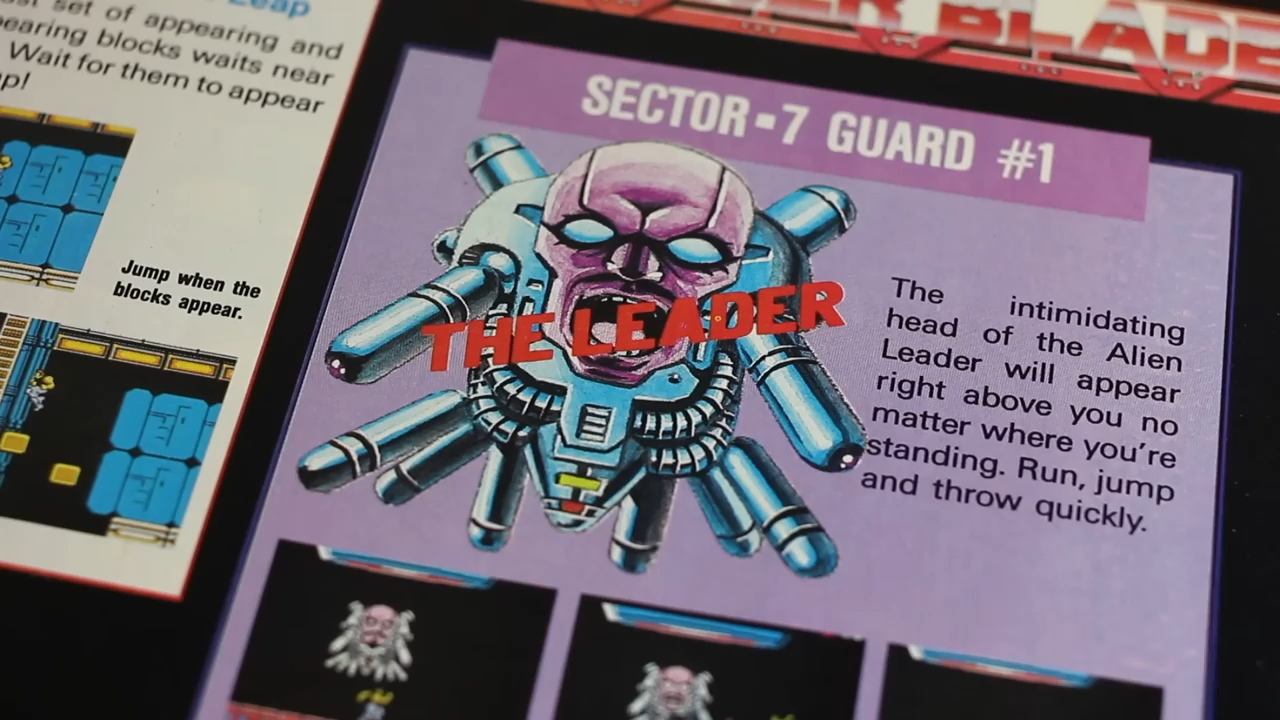 Leap
set of appearing and
blocks waits near
Wait for them to appear
Jump when the
blocks appear.
BLADE
SECTOR-7 GUARD #1
THE LEADER
The intimidating
head of the Alien
Leader will appear
right above you no
matter where you're
standing. Run, jump
and throw quickly.